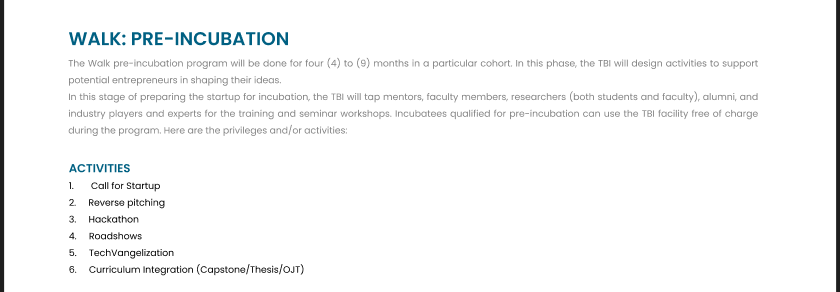 WALK: PRE-INCUBATION
The Walk pre-incubation program will be done for four (4) to (9) months in a particular cohort. In this phase, the TBI will design activities to support
potential entrepreneurs in shaping their ideas.
In this stage of preparing the startup for incubation, the TBI will tap mentors, faculty members, researchers (both students and faculty), alumni, and
industry players and experts for the training and seminar workshops. Incubatees qualified for pre-incubation can use the TBI facility free of charge
during the program. Here are the privileges and/or activities:
ACTIVITIES
1. Call for Startup
2. Reverse pitching
3. Hackathon
4. Roadshows
5. TechVangelization
6. Curriculum Integration (Capstone/Thesis/OJT)